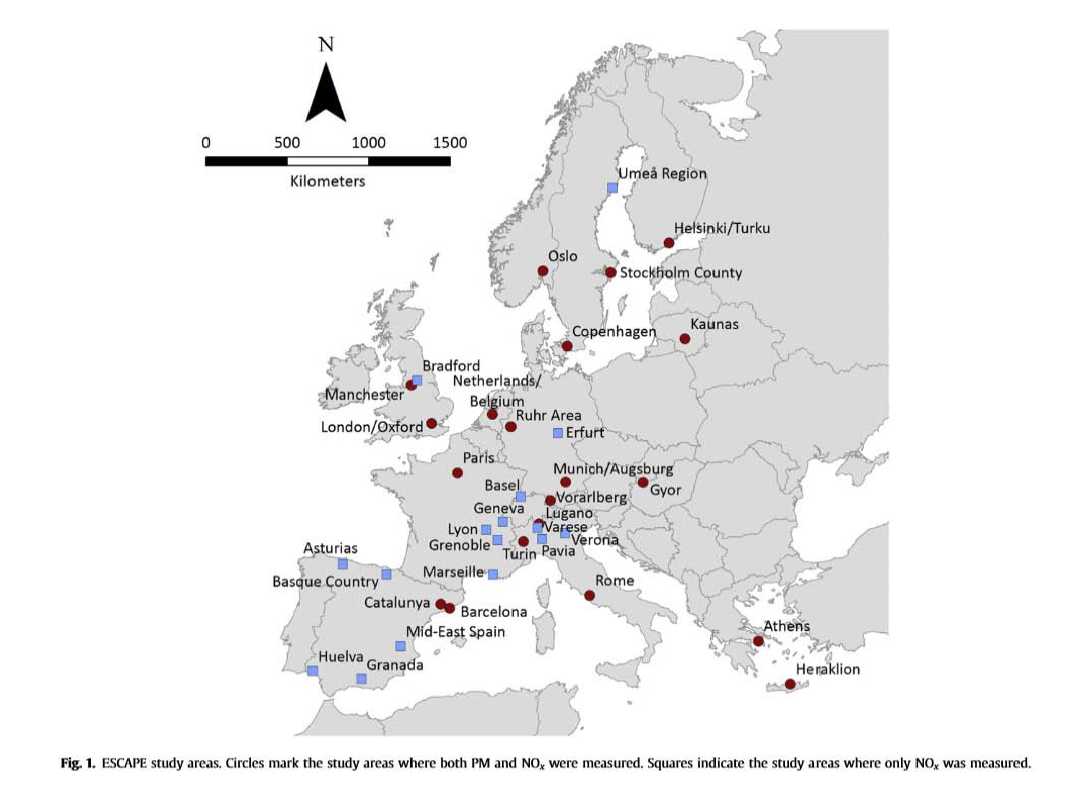 N
0 500 1000 1500
Kilometers
Umeå Region
Helsinki/Turku
Oslo
Stockholm County
Copenhagen
Kaunas
Bradford
Netherlands/
Manchester
Belgium
Ruhr Area
London/Oxford
Erfurt
Paris
Munich/Augsburg
Basel
Gyor
Vorarlberg
Geneva
Lugano
Lyon
Varese
Grenoble
Verona
Turin
Pavia
Asturias
Marseille
Basque Country
Rome
Catalunya
Barcelona
Mid-East Spain
Athens
Huelva
Granada
Heraklion
Fig. 1. ESCAPE study areas. Circles mark the study areas where both PM and NOx were measured. Squares indicate the study areas where only NOx was measured.